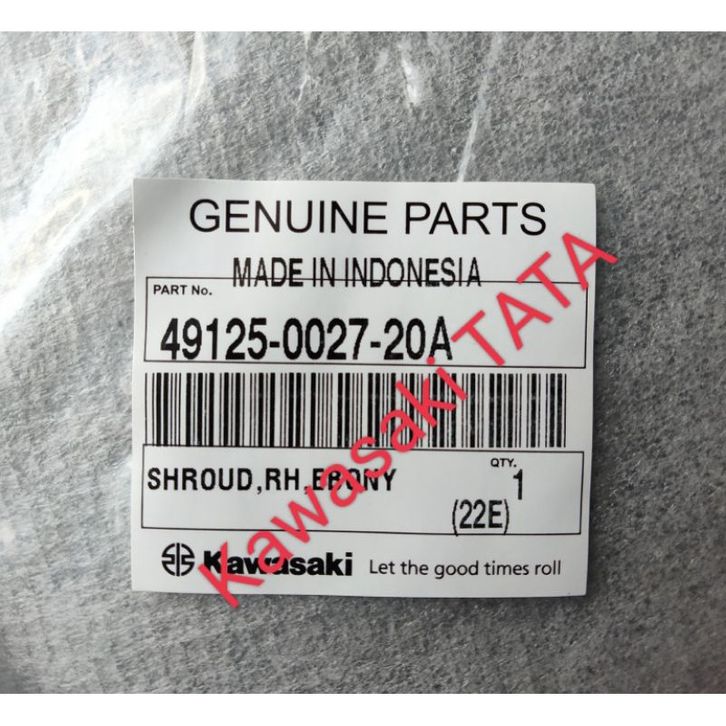 GENUINE PARTS
MADE IN INDONESIA
PART No.
49125-0027-20A
SHROUD,RH,EBONY
QTY.
1
(22E)
Kawasaki Let the good times roll
Kawasaki TATA